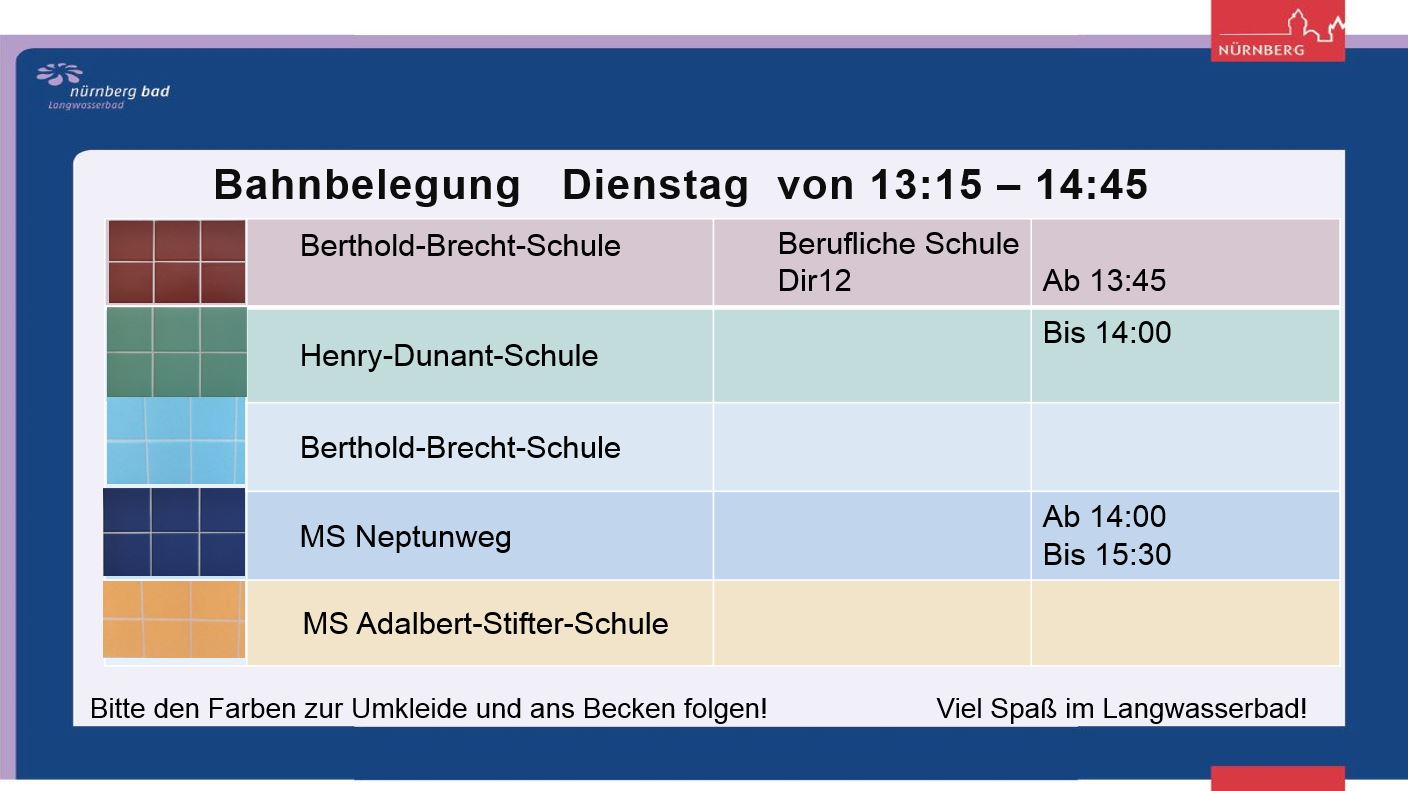 NÜRNBERG
nürnberg bad
Langwasserbad
Bahnbelegung Dienstag von 13:15 – 14:45
Berthold-Brecht-Schule
Berufliche Schule
Dir12
Ab 13:45
Henry-Dunant-Schule
Bis 14:00
Berthold-Brecht-Schule
MS Neptunweg
Ab 14:00
Bis 15:30
MS Adalbert-Stifter-Schule
Bitte den Farben zur Umkleide und ans Becken folgen!
Viel Spaß im Langwasserbad!